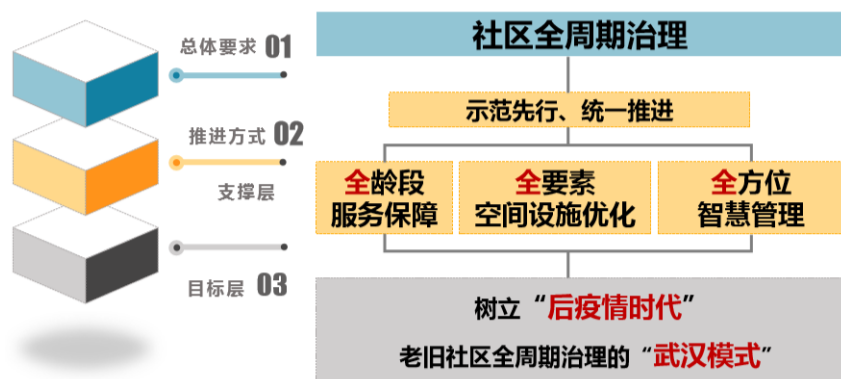 总体要求 01
社区全周期治理
推进方式 02
示范先行、统一推进
支撑层
全龄段
服务保障
全要素
空间设施优化
全方位
智慧管理
目标层 03
树立“后疫情时代”
老旧社区全周期治理的“武汉模式”